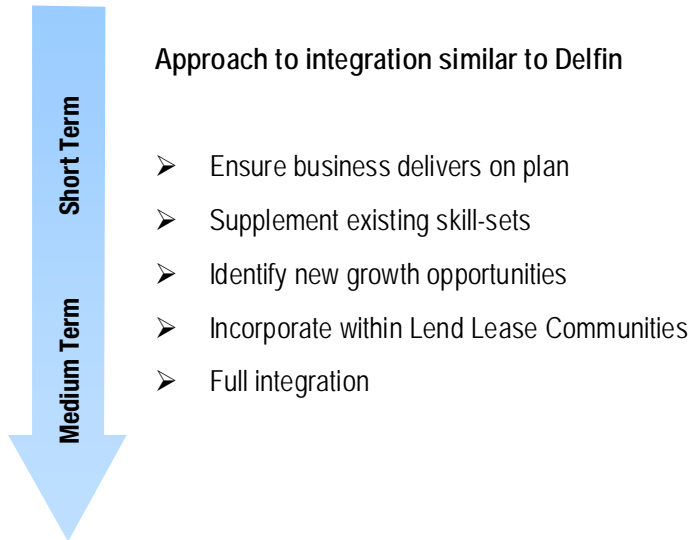 Approach to integration similar to Delfin
Short Term
➢ Ensure business delivers on plan
➢ Supplement existing skill-sets
➢ Identify new growth opportunities
Medium Term
➢ Incorporate within Lend Lease Communities
➢ Full integration